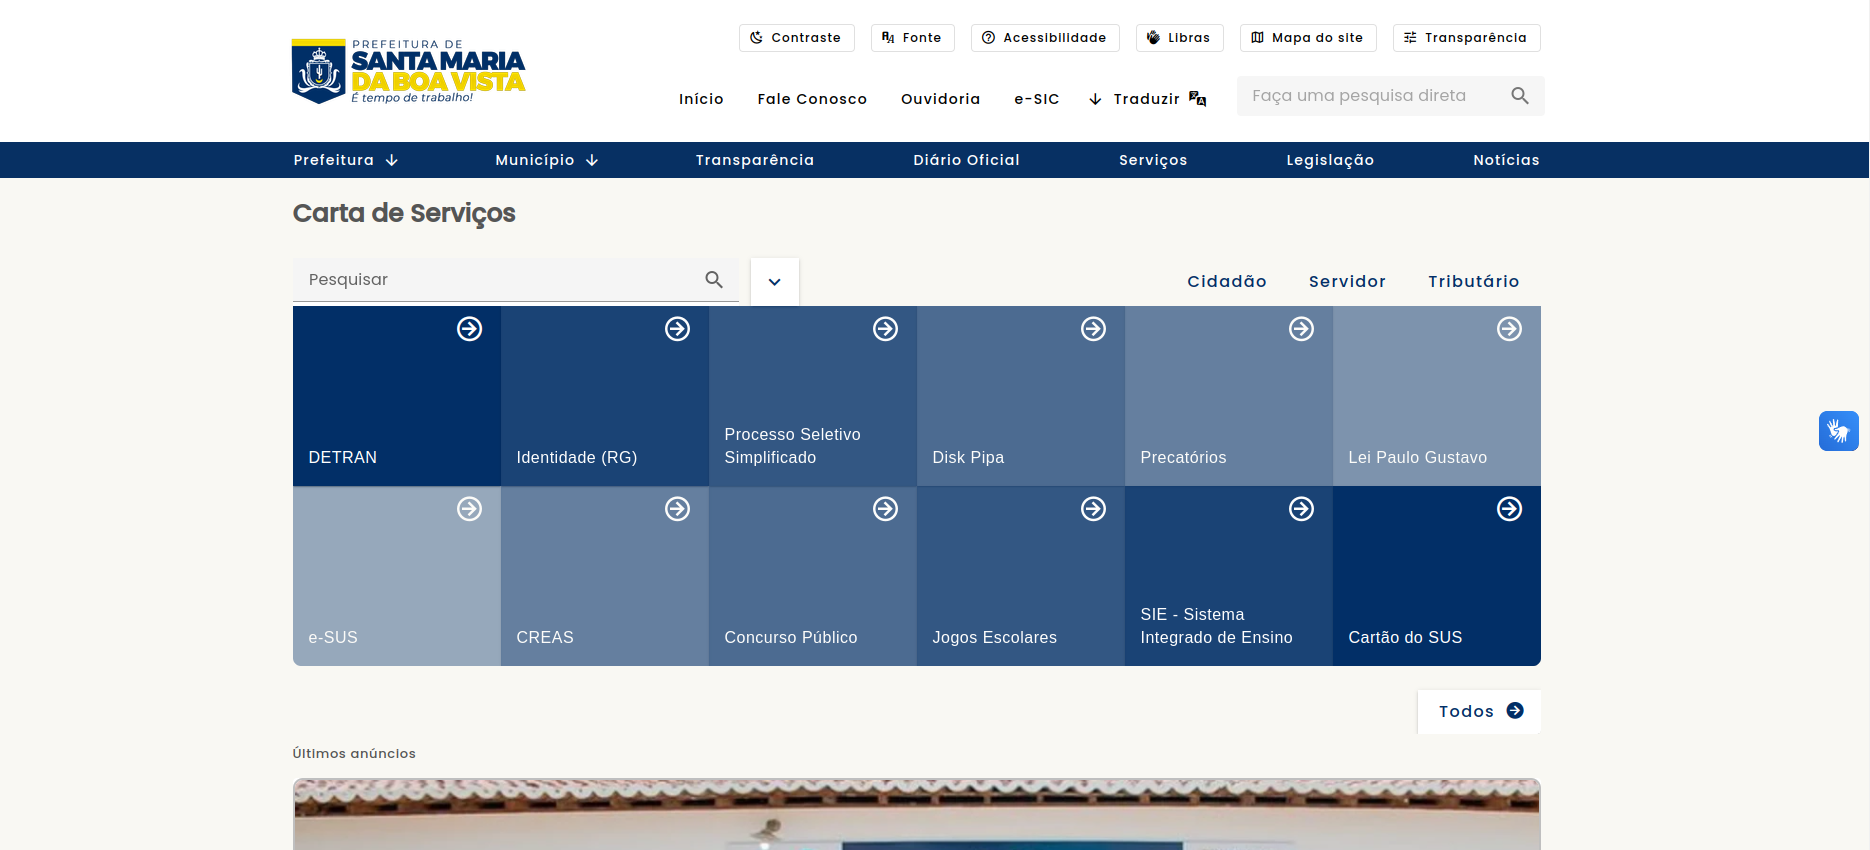 Contraste
Fonte
Acessibilidade
Libras
Mapa do site
Transparência
PREFEITURA DE
SANTA MARIA
DA BOA VISTA
É tempo de trabalho!
Início
Fale Conosco
Ouvidoria
e-SIC
Traduzir
Faça uma pesquisa direta
Prefeitura
Município
Transparência
Diário Oficial
Serviços
Legislação
Notícias
Carta de Serviços
Pesquisar
Cidadão
Servidor
Tributário
DETRAN
Identidade (RG)
Processo Seletivo
Simplificado
Disk Pipa
Precatórios
Lei Paulo Gustavo
e-SUS
CREAS
Concurso Público
Jogos Escolares
SIE - Sistema
Integrado de Ensino
Cartão do SUS
Todos
Últimos anúncios